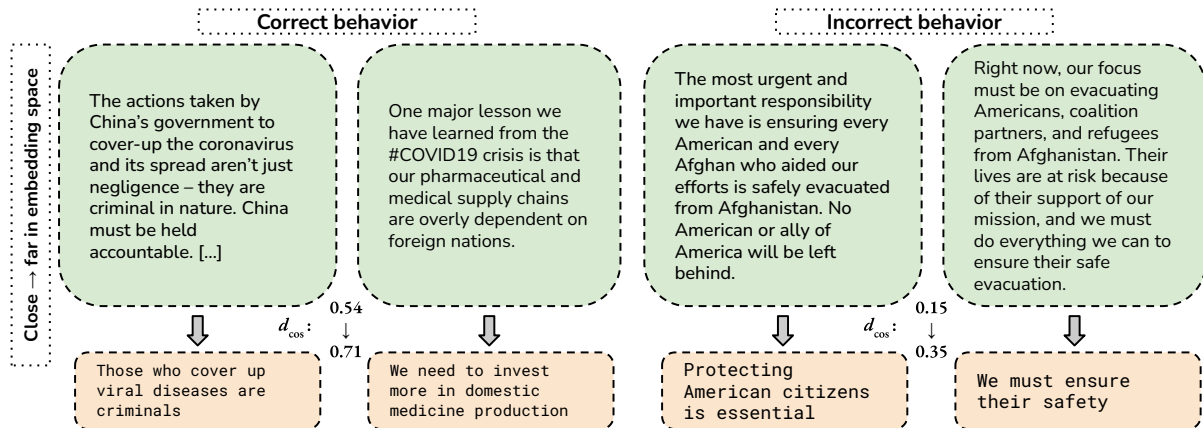 Correct behavior
Incorrect behavior
Close → far in embedding space
The actions taken by
China's government to
cover-up the coronavirus
and its spread aren't just
negligence – they are
criminal in nature. China
must be held
accountable. [...]
One major lesson we
have learned from the
#COVID19 crisis is that
our pharmaceutical and
medical supply chains
are overly dependent on
foreign nations.
The most urgent and
important responsibility
we have is ensuring every
American and every
Afghan who aided our
efforts is safely evacuated
from Afghanistan. No
American or ally of
America will be left
behind.
Right now, our focus
must be on evacuating
Americans, coalition
partners, and refugees
from Afghanistan. Their
lives are at risk because
of their support of our
mission, and we must
do everything we can to
ensure their safe
evacuation.
0.54
d_cos: ↓
0.71
0.15
d_cos: ↓
0.35
Those who cover up
viral diseases are
criminals
We need to invest
more in domestic
medicine production
Protecting
American citizens
is essential
We must ensure
their safety